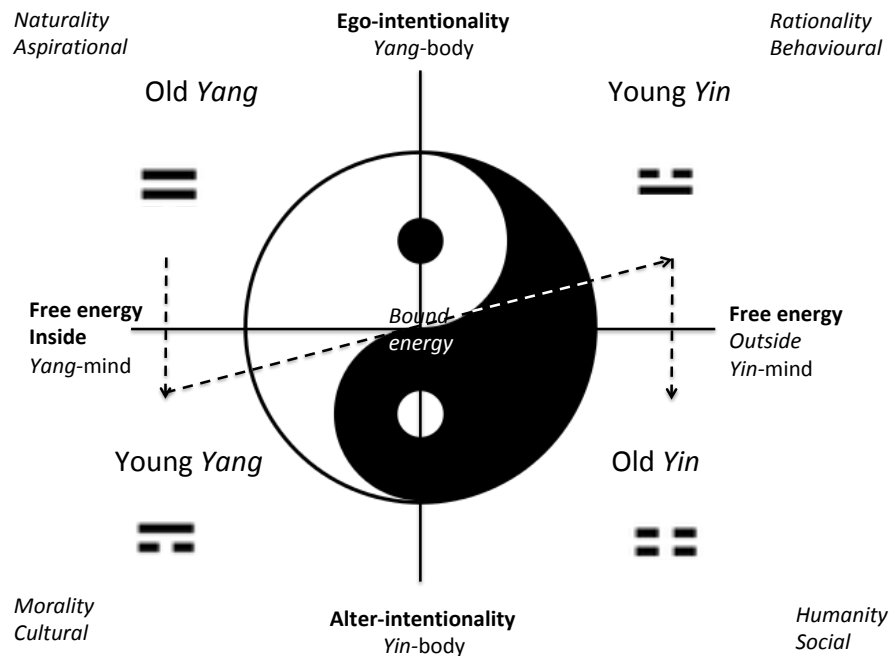 Naturality
Aspirational
Ego-intentionality
Yang-body
Rationality
Behavioural
Old Yang
Young Yin
Free energy
Inside
Yang-mind
Bound
energy
Free energy
Outside
Yin-mind
Young Yang
Old Yin
Morality
Cultural
Alter-intentionality
Yin-body
Humanity
Social